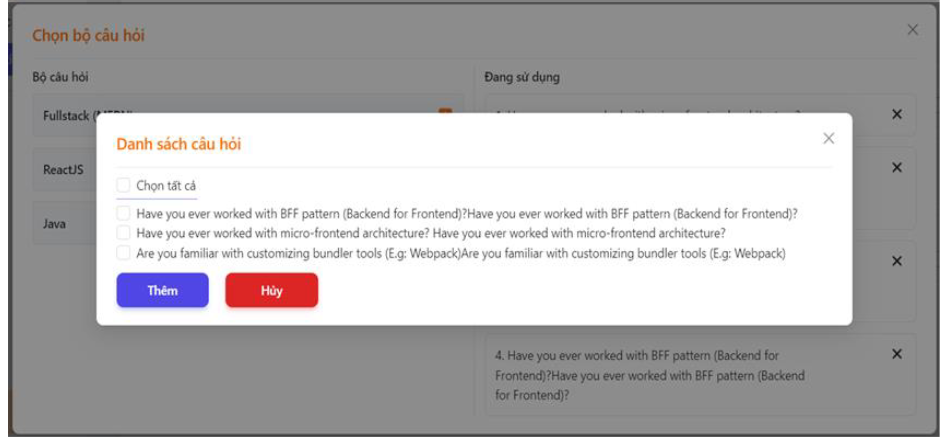 Chọn bộ câu hỏi
Bộ câu hỏi
Đang sử dụng
Fullstack
ReactJS
Java
Danh sách câu hỏi
Chọn tất cả
Have you ever worked with BFF pattern (Backend for Frontend)?Have you ever worked with BFF pattern (Backend for Frontend)?
Have you ever worked with micro-frontend architecture? Have you ever worked with micro-frontend architecture?
Are you familiar with customizing bundler tools (E.g: Webpack)Are you familiar with customizing bundler tools (E.g: Webpack)
Thêm
Hủy
4. Have you ever worked with BFF pattern (Backend for
Frontend)?Have you ever worked with BFF pattern (Backend
for Frontend)?